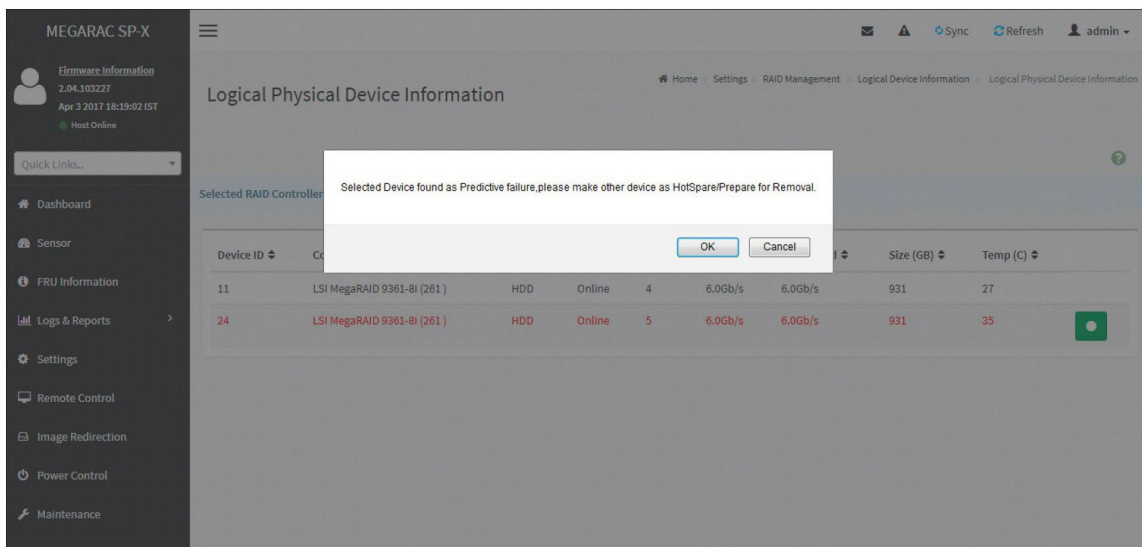 MEGARAC SP-X
Sync Refresh admin
Firmware Information
2.04.103227
Apr 3 2017 18:19:02 IST
Host Online
Home > Settings > RAID Management > Logical Device Information > Logical Physical Device Information
Logical Physical Device Information
Quick Links..
Selected RAID Controller
Selected Device found as Predictive failure,please make other device as HotSpare/Prepare for Removal.
OK Cancel
Dashboard
Sensor
FRU Information
Logs & Reports
Settings
Remote Control
Image Redirection
Power Control
Maintenance
Device ID Size (GB) Temp (C)
11 LSI MegaRAID 9361-8i (261 ) HDD Online 4 6.0Gb/s 6.0Gb/s 931 27
24 LSI MegaRAID 9361-8i (261 ) HDD Online 5 6.0Gb/s 6.0Gb/s 931 35